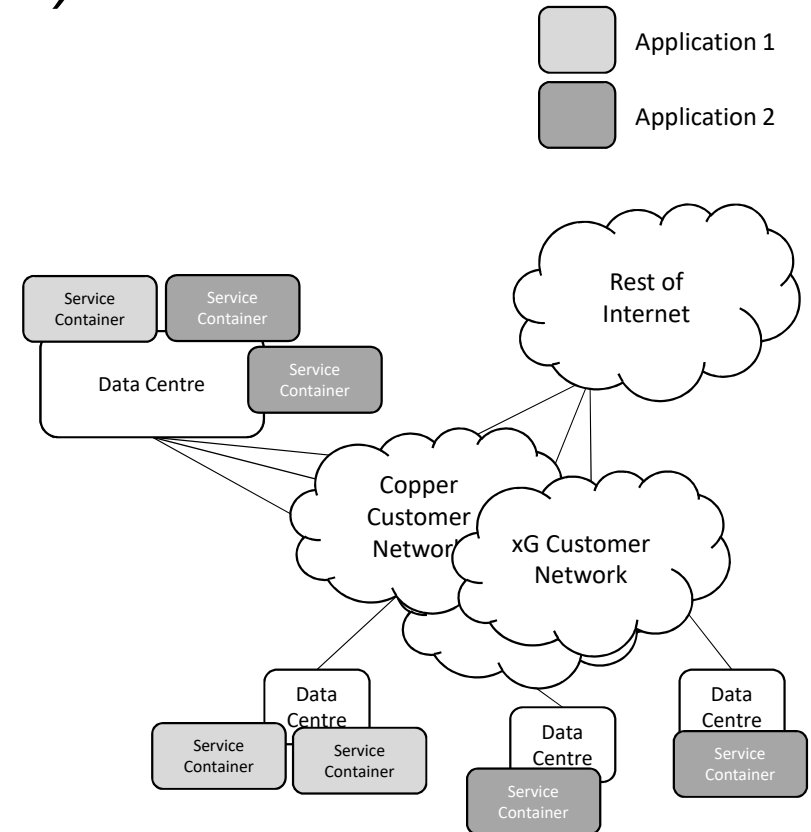 Application 1
Application 2
Rest of
Internet
Service
Container
Service
Container
Service
Container
Data Centre
Copper
Customer
Network
xG Customer
Network
Data
Centre
Service
Container
Service
Container
Data
Centre
Service
Container
Data
Centre
Service
Container